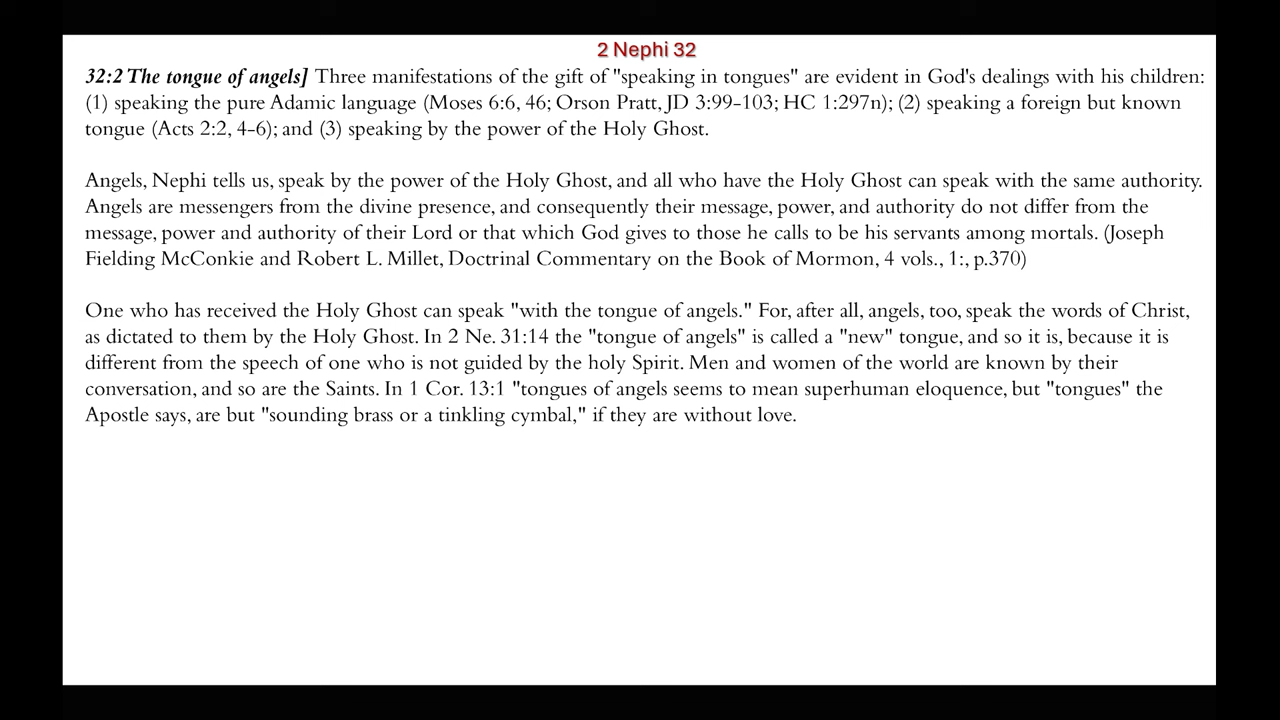 2 Nephi 32
32:2 The tongue of angels] Three manifestations of the gift of "speaking in tongues" are evident in God's dealings with his children:
(1) speaking the pure Adamic language (Moses 6:6, 46; Orson Pratt, JD 3:99-103; HC 1:297n); (2) speaking a foreign but known
tongue (Acts 2:2, 4-6); and (3) speaking by the power of the Holy Ghost.
Angels, Nephi tells us, speak by the power of the Holy Ghost, and all who have the Holy Ghost can speak with the same authority.
Angels are messengers from the divine presence, and consequently their message, power, and authority do not differ from the
message, power and authority of their Lord or that which God gives to those he calls to be his servants among mortals. (Joseph
Fielding McConkie and Robert L. Millet, Doctrinal Commentary on the Book of Mormon, 4 vols., 1:, p.370)
One who has received the Holy Ghost can speak "with the tongue of angels." For, after all, angels, too, speak the words of Christ,
as dictated to them by the Holy Ghost. In 2 Ne. 31:14 the "tongue of angels" is called a "new" tongue, and so it is, because it is
different from the speech of one who is not guided by the holy Spirit. Men and women of the world are known by their
conversation, and so are the Saints. In 1 Cor. 13:1 "tongues of angels seems to mean superhuman eloquence, but "tongues" the
Apostle says, are but "sounding brass or a tinkling cymbal," if they are without love.